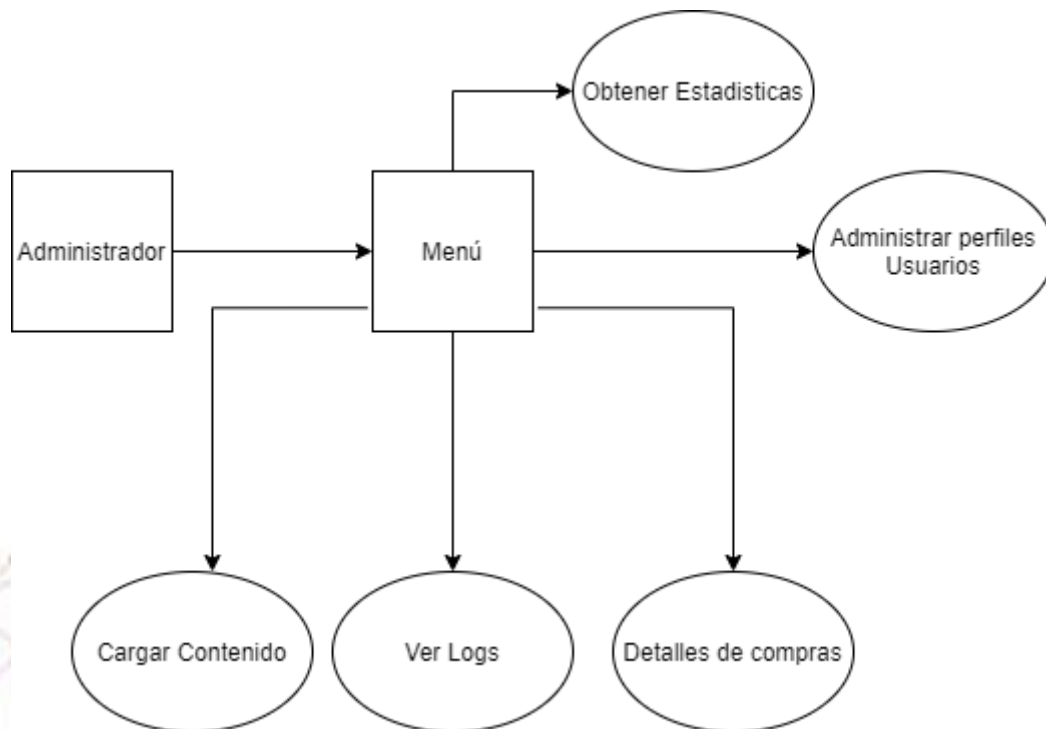 Obtener Estadisticas
Administrador
Menú
Administrar perfiles
Usuarios
Cargar Contenido
Ver Logs
Detalles de compras